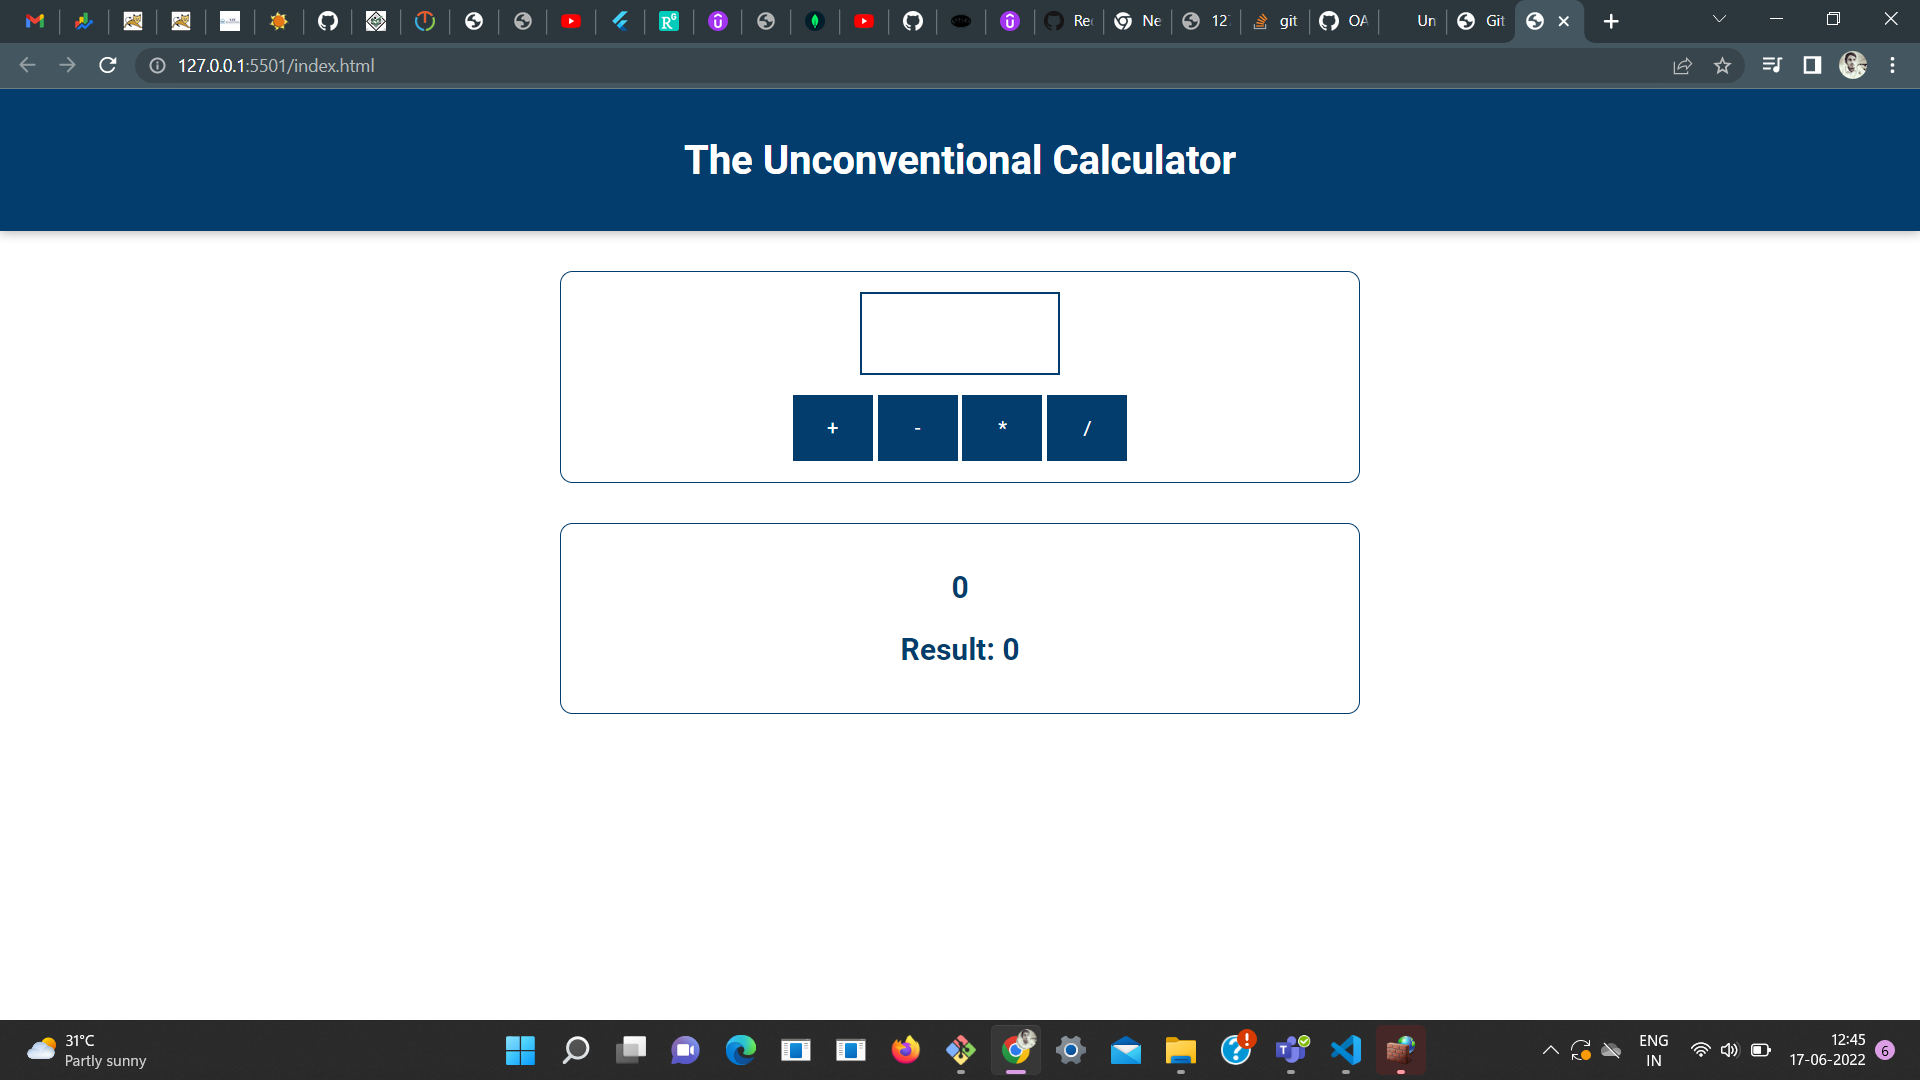 Rec
Ne
12
git
OA
Un
Git
127.0.0.1:5501/index.html
The Unconventional Calculator
+ - * /
0
Result: 0
31°C
Partly sunny
ENG
IN
12:45
17-06-2022
6